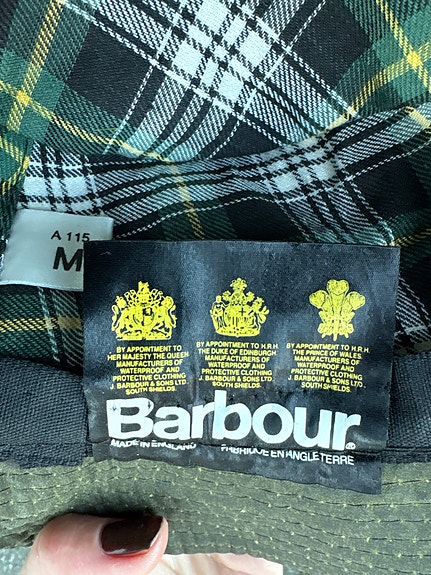 A 115
M
BY APPOINTMENT TO
HER MAJESTY THE QUEEN
MANUFACTURERS OF
WATERPROOF AND
PROTECTIVE CLOTHING
J. BARBOUR & SONS LTD.
SOUTH SHIELDS.
BY APPOINTMENT TO H.R.H.
THE DUKE OF EDINBURGH
MANUFACTURERS OF
WATERPROOF AND
PROTECTIVE CLOTHING
J. BARBOUR & SONS LTD.
SOUTH SHIELDS.
BY APPOINTMENT TO H.R.H.
THE PRINCE OF WALES.
MANUFACTURERS OF
WATERPROOF AND
PROTECTIVE CLOTHING
J. BARBOUR & SONS LTD.
SOUTH SHIELDS.
Barbour®
MADE IN ENGLAND FABRIQUE EN ANGLETERRE